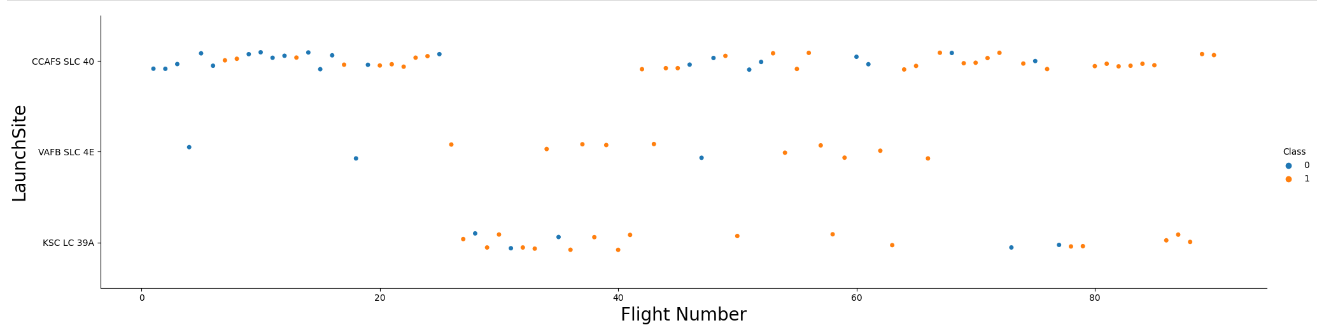 CCAFS SLC 40
VAFB SLC 4E
KSC LC 39A
LaunchSite
0 20 40 60 80
Flight Number
Class
0
1